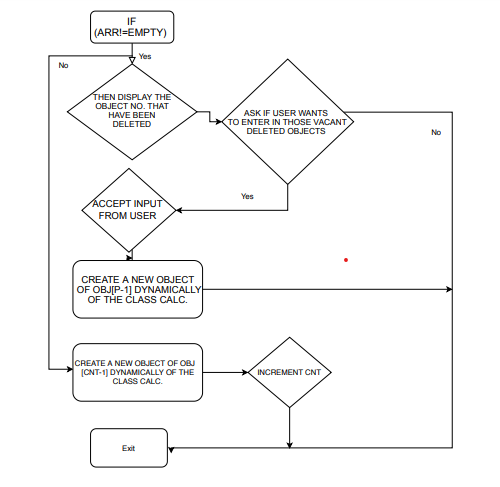 IF
(ARR!=EMPTY)
Yes
No
THEN DISPLAY THE
OBJECT NO. THAT
HAVE BEEN
DELETED
ASK IF USER WANTS
TO ENTER IN THOSE VACANT
DELETED OBJECTS
No
Yes
ACCEPT INPUT
FROM USER
CREATE A NEW OBJECT
OF OBJ[P-1] DYNAMICALLY
OF THE CLASS CALC.
CREATE A NEW OBJECT OF OBJ
[CNT-1] DYNAMICALLY OF THE
CLASS CALC.
INCREMENT CNT
Exit